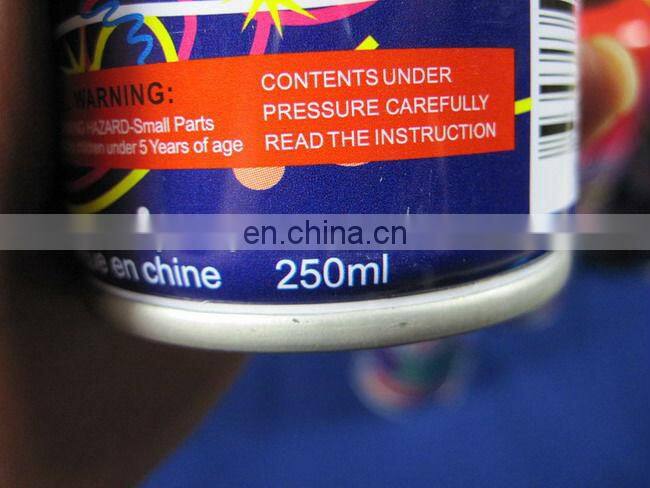 WARNING:
HAZARD-Small Parts
children under 5 Years of age
CONTENTS UNDER
PRESSURE CAREFULLY
READ THE INSTRUCTION
en.china.cn
en chine
250ml